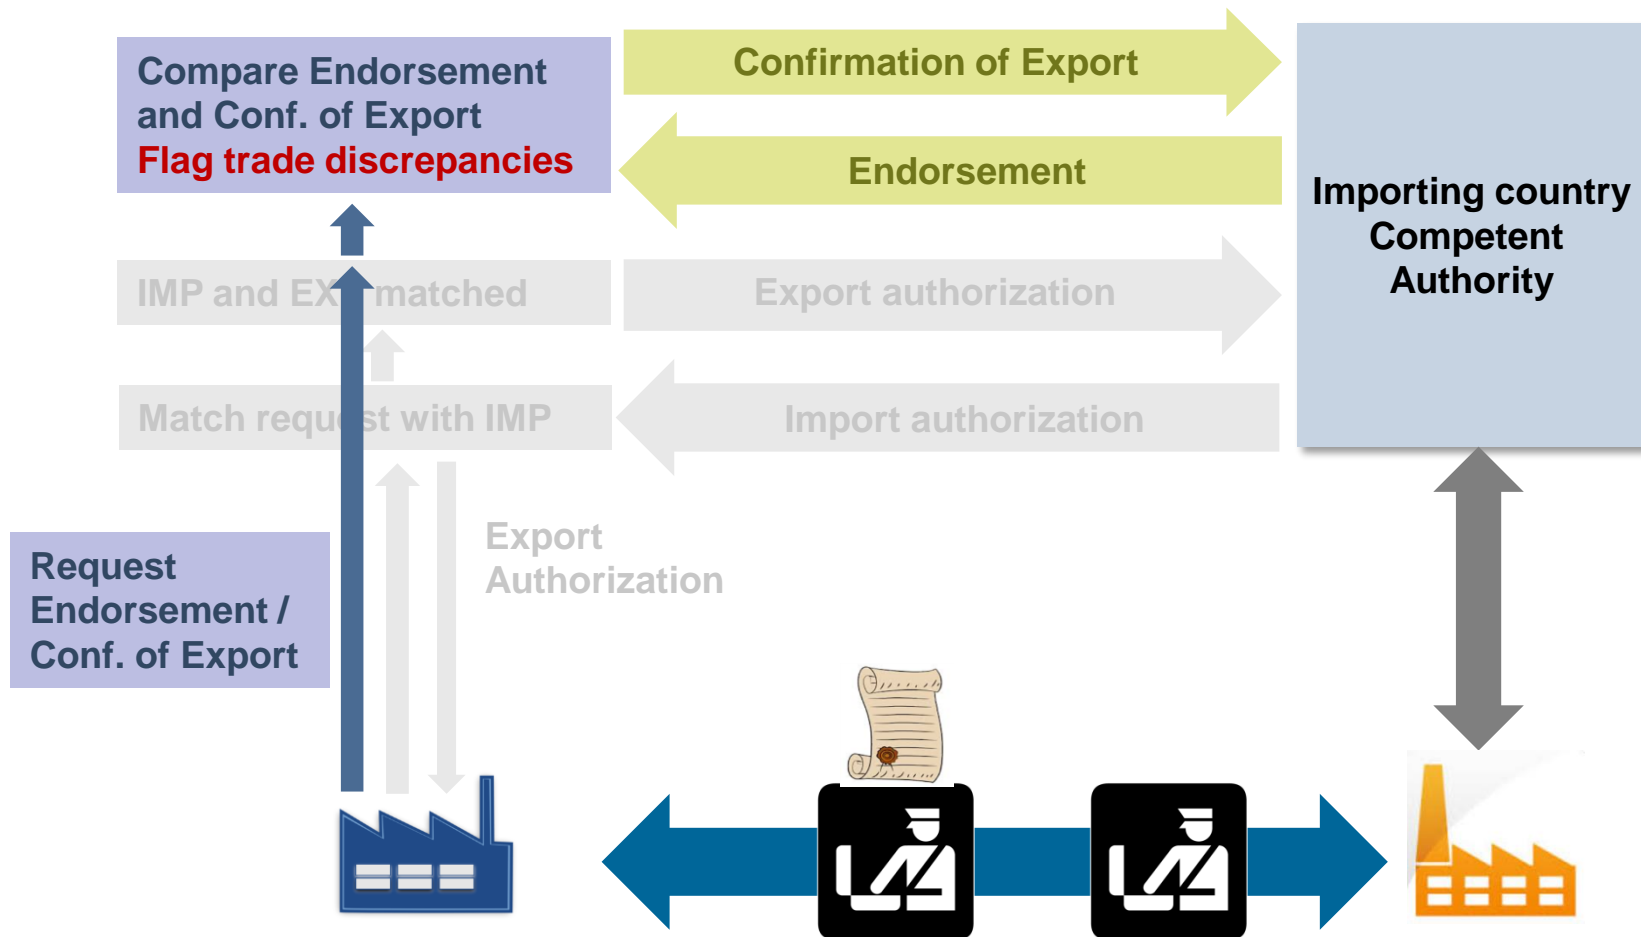 Compare Endorsement
and Conf. of Export
Flag trade discrepancies
Confirmation of Export
Endorsement
Importing country
Competent
Authority
IMP and EX matched
Export authorization
Match request with IMP
Import authorization
Export
Authorization
Request
Endorsement /
Conf. of Export